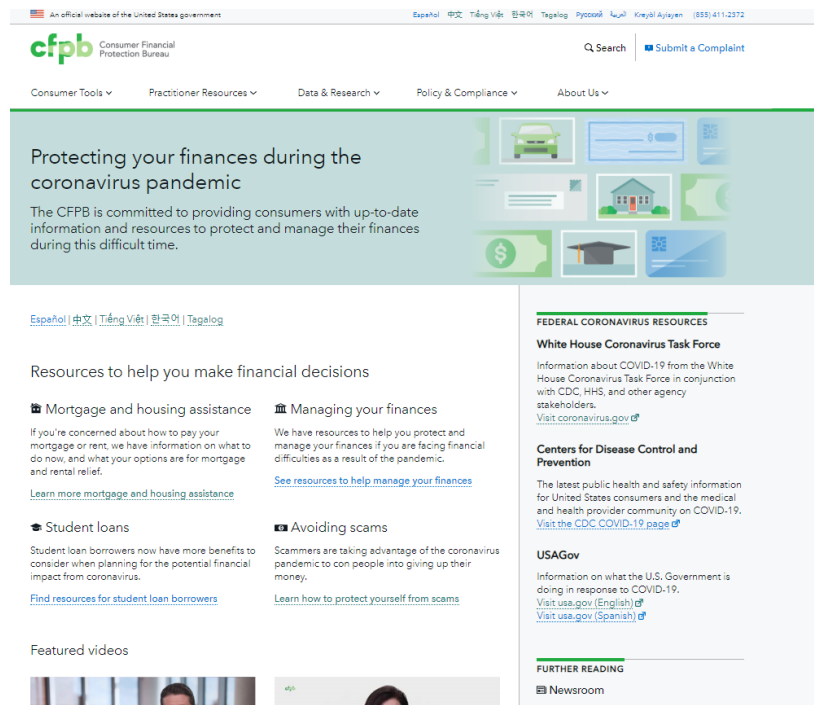 An official website of the United States government
Español 中文 Tiếng Việt 한국어 Tagalog Pусский العربية Kreyòl Ayisyen (855) 411-2372
cfpb Consumer Financial
Protection Bureau
Search
Submit a Complaint
Consumer Tools
Practitioner Resources
Data & Research
Policy & Compliance
About Us
Protecting your finances during the
coronavirus pandemic
The CFPB is committed to providing consumers with up-to-date
information and resources to protect and manage their finances
during this difficult time.
Español | 中文 | Tiếng Việt | 한국어 | Tagalog
Resources to help you make financial decisions
Mortgage and housing assistance
If you're concerned about how to pay your
mortgage or rent, we have information on what to
do now, and what your options are for mortgage
and rental relief.
Learn more mortgage and housing assistance
Managing your finances
We have resources to help you protect and
manage your finances if you are facing financial
difficulties as a result of the pandemic.
See resources to help manage your finances
Student loans
Student loan borrowers now have more benefits to
consider when planning for the potential financial
impact from coronavirus.
Find resources for student loan borrowers
Avoiding scams
Scammers are taking advantage of the coronavirus
pandemic to con people into giving up their
money.
Learn how to protect yourself from scams
Featured videos
cfpb
FEDERAL CORONAVIRUS RESOURCES
White House Coronavirus Task Force
Information about COVID-19 from the White
House Coronavirus Task Force in conjunction
with CDC, HHS, and other agency
stakeholders.
Visit coronavirus.gov
Centers for Disease Control and
Prevention
The latest public health and safety information
for United States consumers and the medical
and health provider community on COVID-19.
Visit the CDC COVID-19 page
USAGov
Information on what the U.S. Government is
doing in response to COVID-19.
Visit usa.gov (English)
Visit usa.gov (Spanish)
FURTHER READING
Newsroom